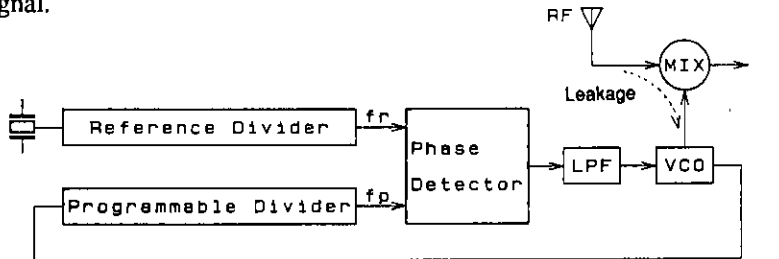 gnal.
RF
MIX
Leakage
Reference Divider
fr
Phase
Detector
LPF
VCO
Programmable Divider
fp